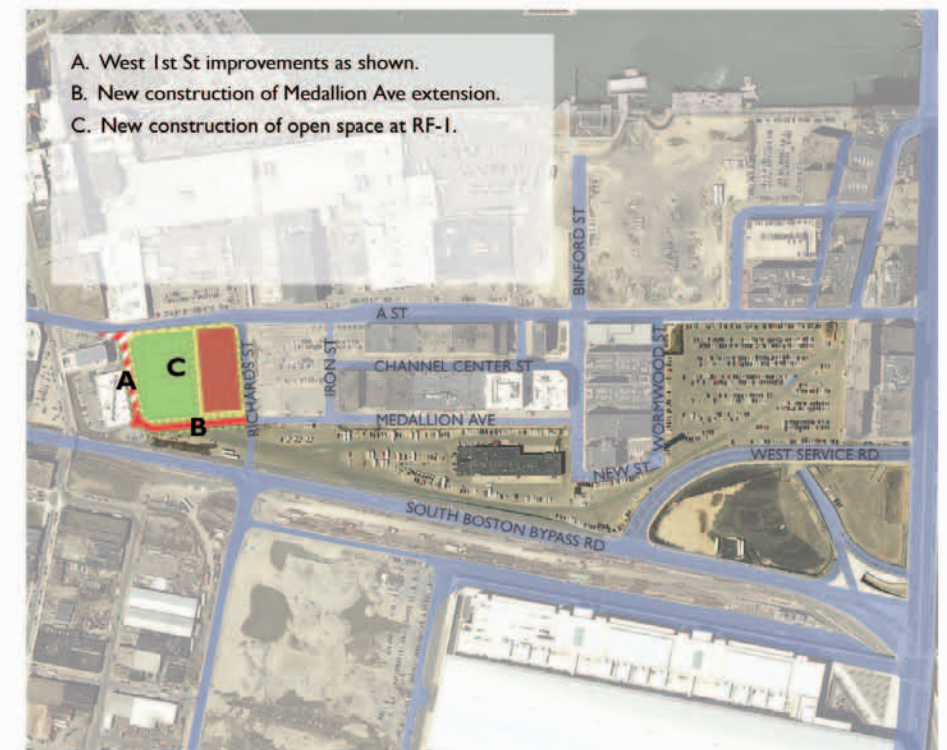 A. West 1st St improvements as shown.
B. New construction of Medallion Ave extension.
C. New construction of open space at RF-1.
BINFORD ST
A ST
A
C
B
RICHARDS ST
IRON ST
CHANNEL CENTER ST
WORMWOOD ST
MEDALLION AVE
NEW ST
WEST SERVICE RD
SOUTH BOSTON BYPASS RD